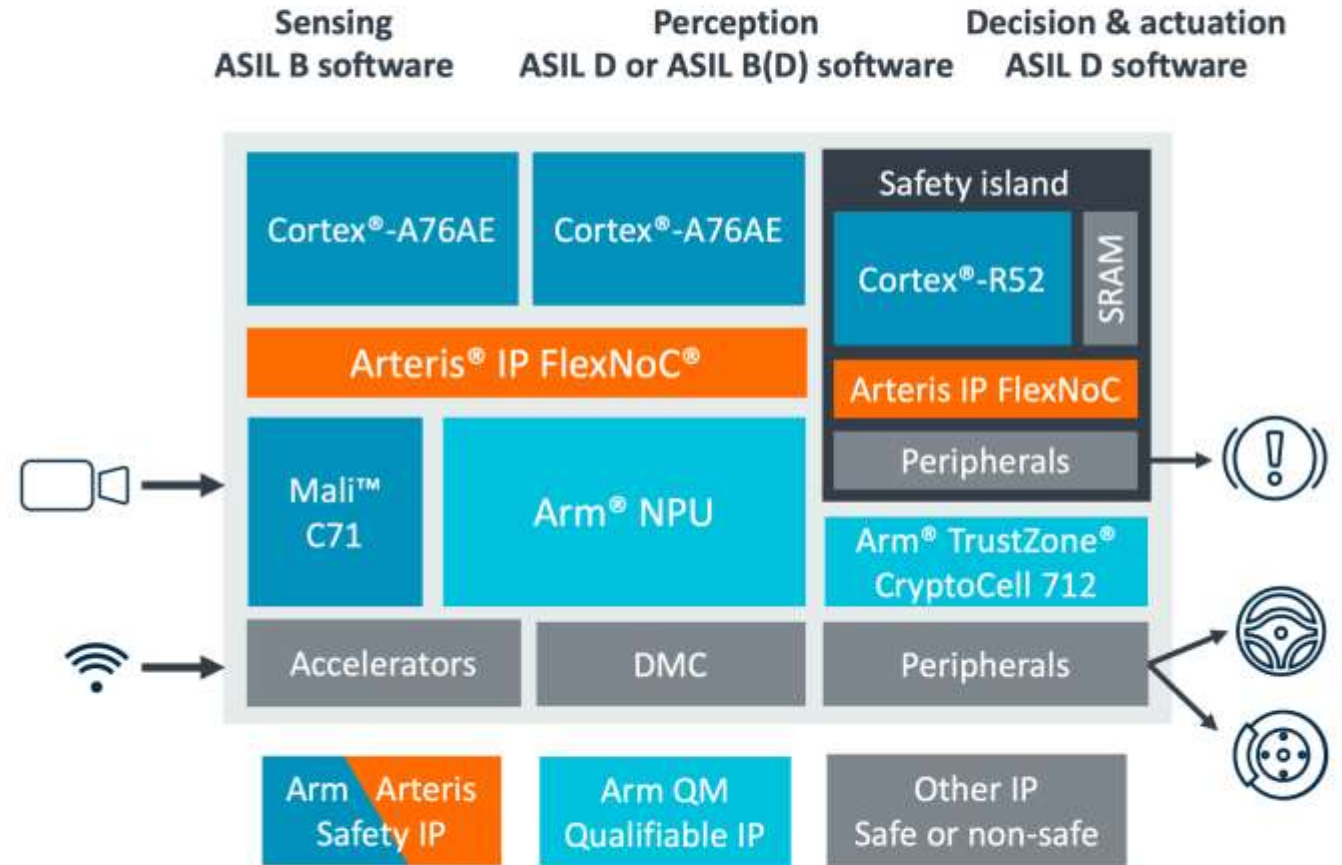 Sensing
ASIL B software
Perception
ASIL D or ASIL B(D) software
Decision & actuation
ASIL D software
Cortex®-A76AE
Cortex®-A76AE
Safety island
Cortex®-R52
SRAM
Arteris® IP FlexNoC®
Arteris IP FlexNoC
Peripherals
Mali™
C71
Arm® NPU
Arm® TrustZone®
CryptoCell 712
Accelerators
DMC
Peripherals
Arm Arteris
Safety IP
Arm QM
Qualifiable IP
Other IP
Safe or non-safe